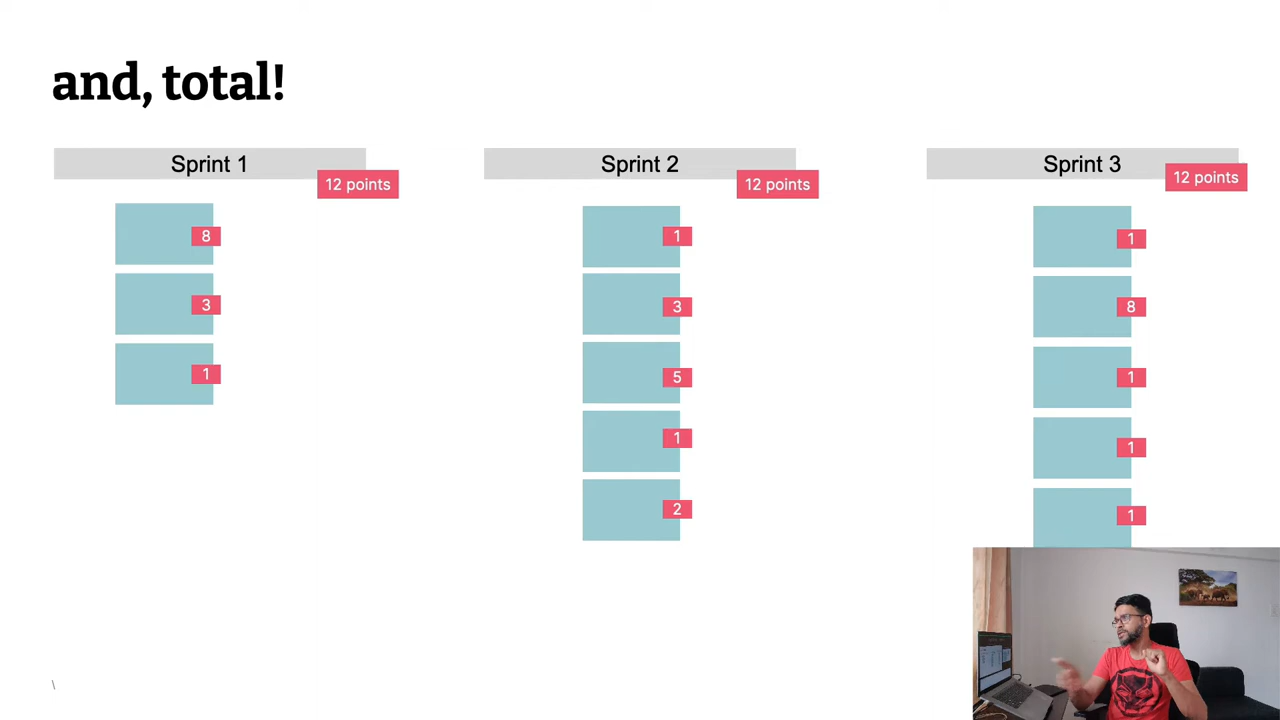 and, total!
Sprint 1
12 points
8
3
1
Sprint 2
12 points
1
3
5
1
2
Sprint 3
12 points
1
8
1
1
1
\